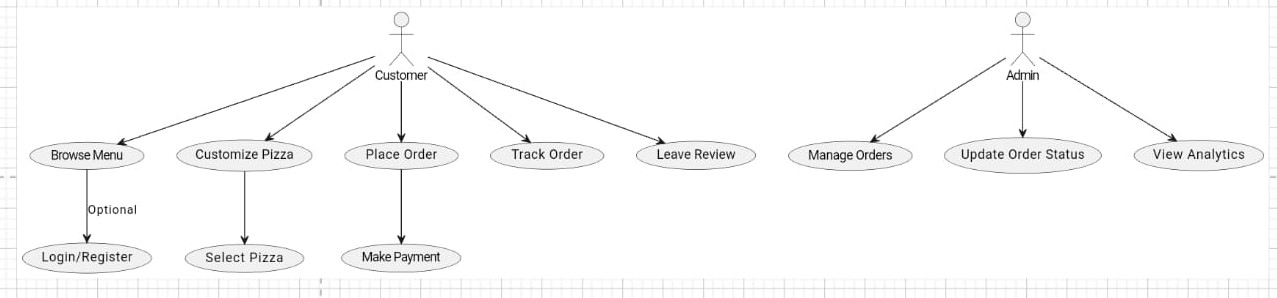 Customer
Admin
Browse Menu
Customize Pizza
Place Order
Track Order
Leave Review
Manage Orders
Update Order Status
View Analytics
Optional
Login/Register
Select Pizza
Make Payment